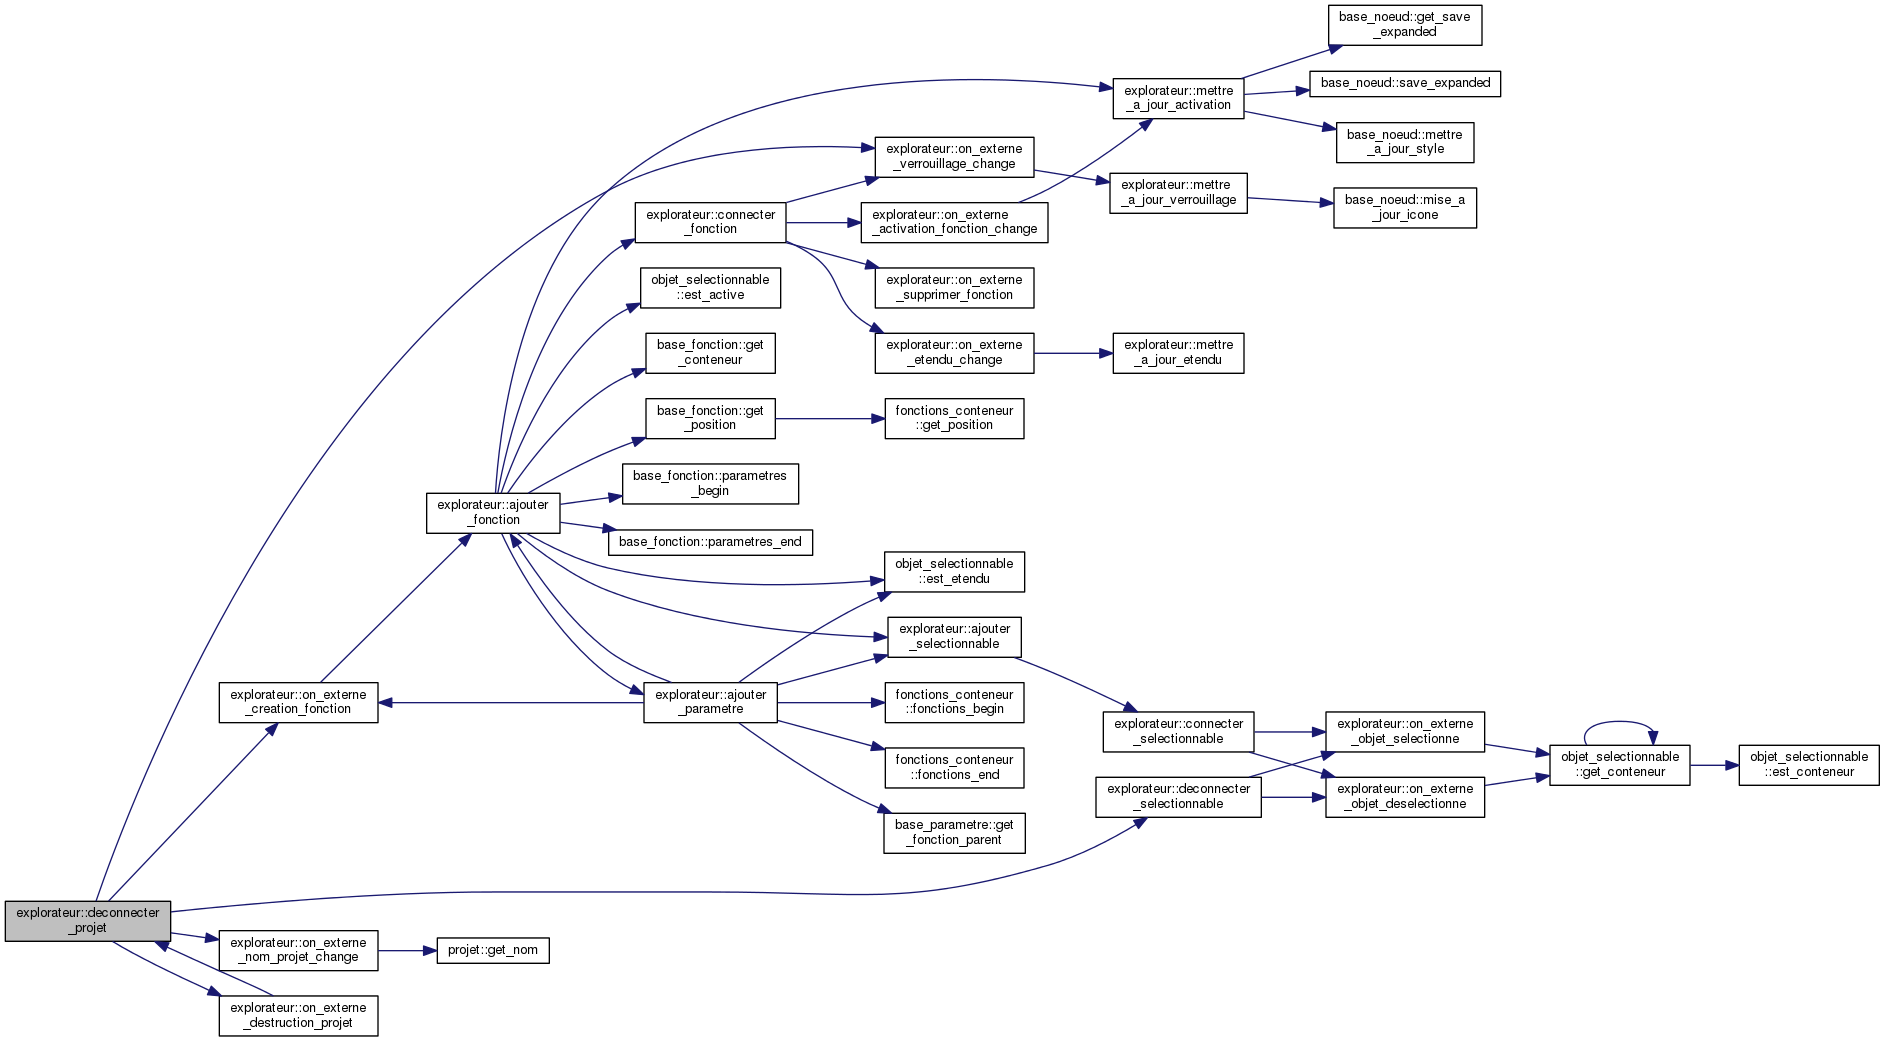 base_noeud::get_save
_expanded
base_noeud::save_expanded
explorateur::mettre
_a_jour_activation
base_noeud::mettre
_a_jour_style
explorateur::on_externe
_verrouillage_change
explorateur::mettre
_a_jour_verrouillage
base_noeud::mise_a
_jour_icone
explorateur::connecter
_fonction
explorateur::on_externe
_activation_fonction_change
objet_selectionnable
::est_active
explorateur::on_externe
_supprimer_fonction
base_fonction::get
_conteneur
explorateur::on_externe
_etendu_change
explorateur::mettre
_a_jour_etendu
base_fonction::get
_position
fonctions_conteneur
::get_position
base_fonction::parametres
_begin
explorateur::ajouter
_fonction
base_fonction::parametres_end
objet_selectionnable
::est_etendu
explorateur::ajouter
_selectionnable
explorateur::on_externe
_creation_fonction
explorateur::ajouter
_parametre
fonctions_conteneur
::fonctions_begin
explorateur::connecter
_selectionnable
explorateur::on_externe
_objet_selectionne
fonctions_conteneur
::fonctions_end
objet_selectionnable
::get_conteneur
objet_selectionnable
::est_conteneur
explorateur::deconnecter
_selectionnable
explorateur::on_externe
_objet_deselectionne
base_parametre::get
_fonction_parent
explorateur::deconnecter
_projet
explorateur::on_externe
_nom_projet_change
projet::get_nom
explorateur::on_externe
_destruction_projet